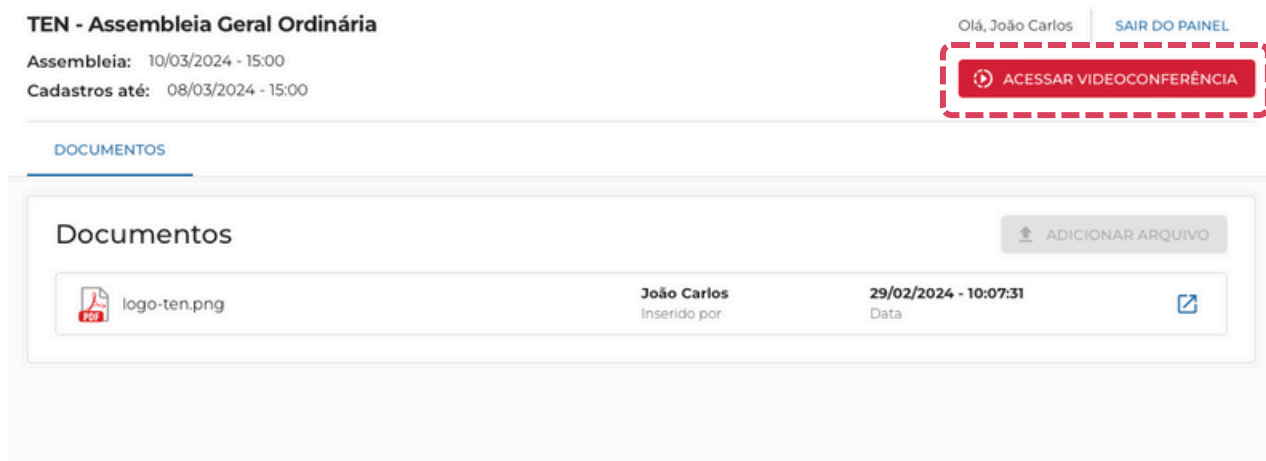 TEN - Assembleia Geral Ordinária
Olá, João Carlos
SAIR DO PAINEL
Assembleia: 10/03/2024 - 15:00
Cadastros até: 08/03/2024 - 15:00
ACESSAR VIDEOCONFERÊNCIA
DOCUMENTOS
Documentos
ADICIONAR ARQUIVO
PDF
logo-ten.png
João Carlos
Inserido por
29/02/2024 - 10:07:31
Data